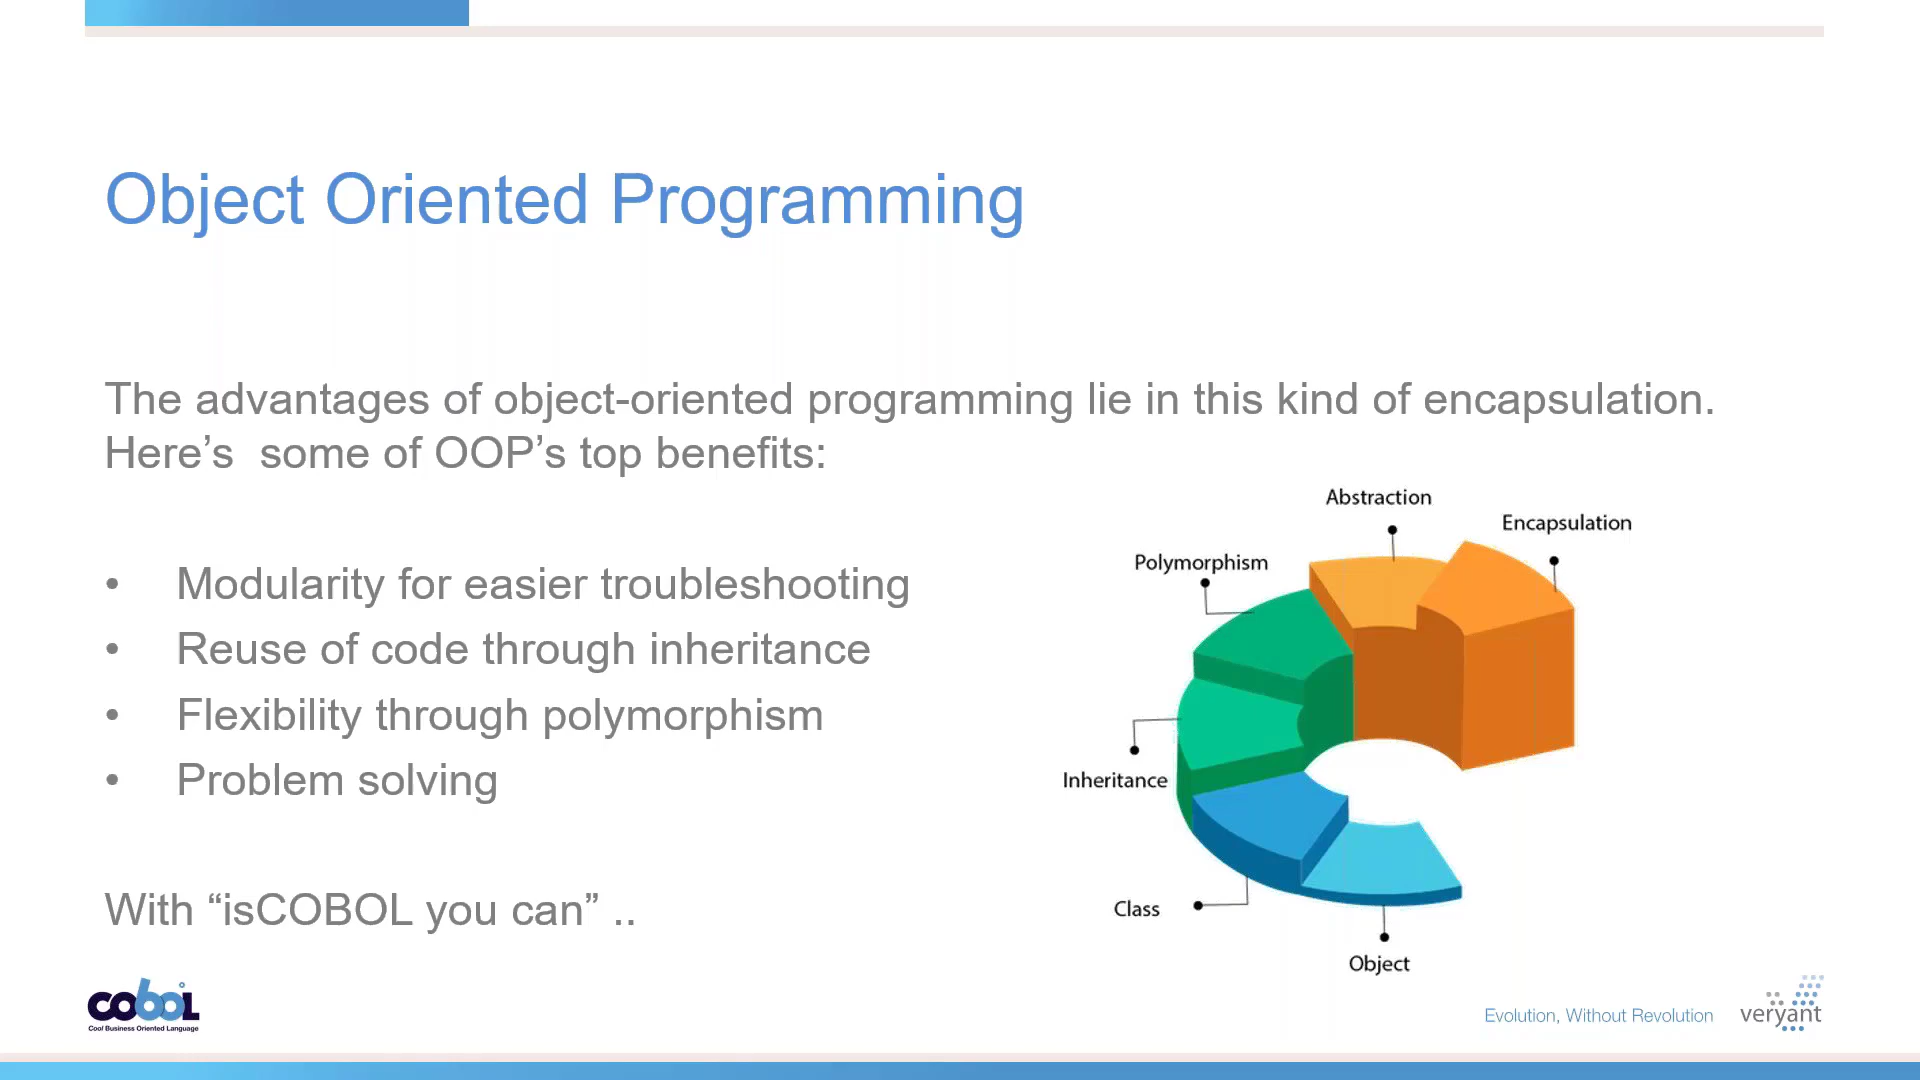 Object Oriented Programming
The advantages of object-oriented programming lie in this kind of encapsulation.
Here’s  some of OOP’s top benefits:
• Modularity for easier troubleshooting
• Reuse of code through inheritance
• Flexibility through polymorphism
• Problem solving
With “isCOBOL you can” ..
Abstraction
Encapsulation
Polymorphism
Inheritance
Class
Object
COBOL
Cool Business Oriented Language
Evolution, Without Revolution
veryant